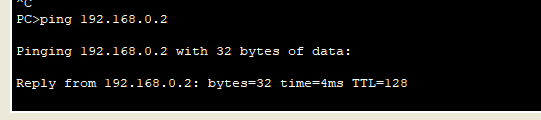 ^C
PC>ping 192.168.0.2
Pinging 192.168.0.2 with 32 bytes of data:
Reply from 192.168.0.2: bytes=32 time=4ms TTL=128